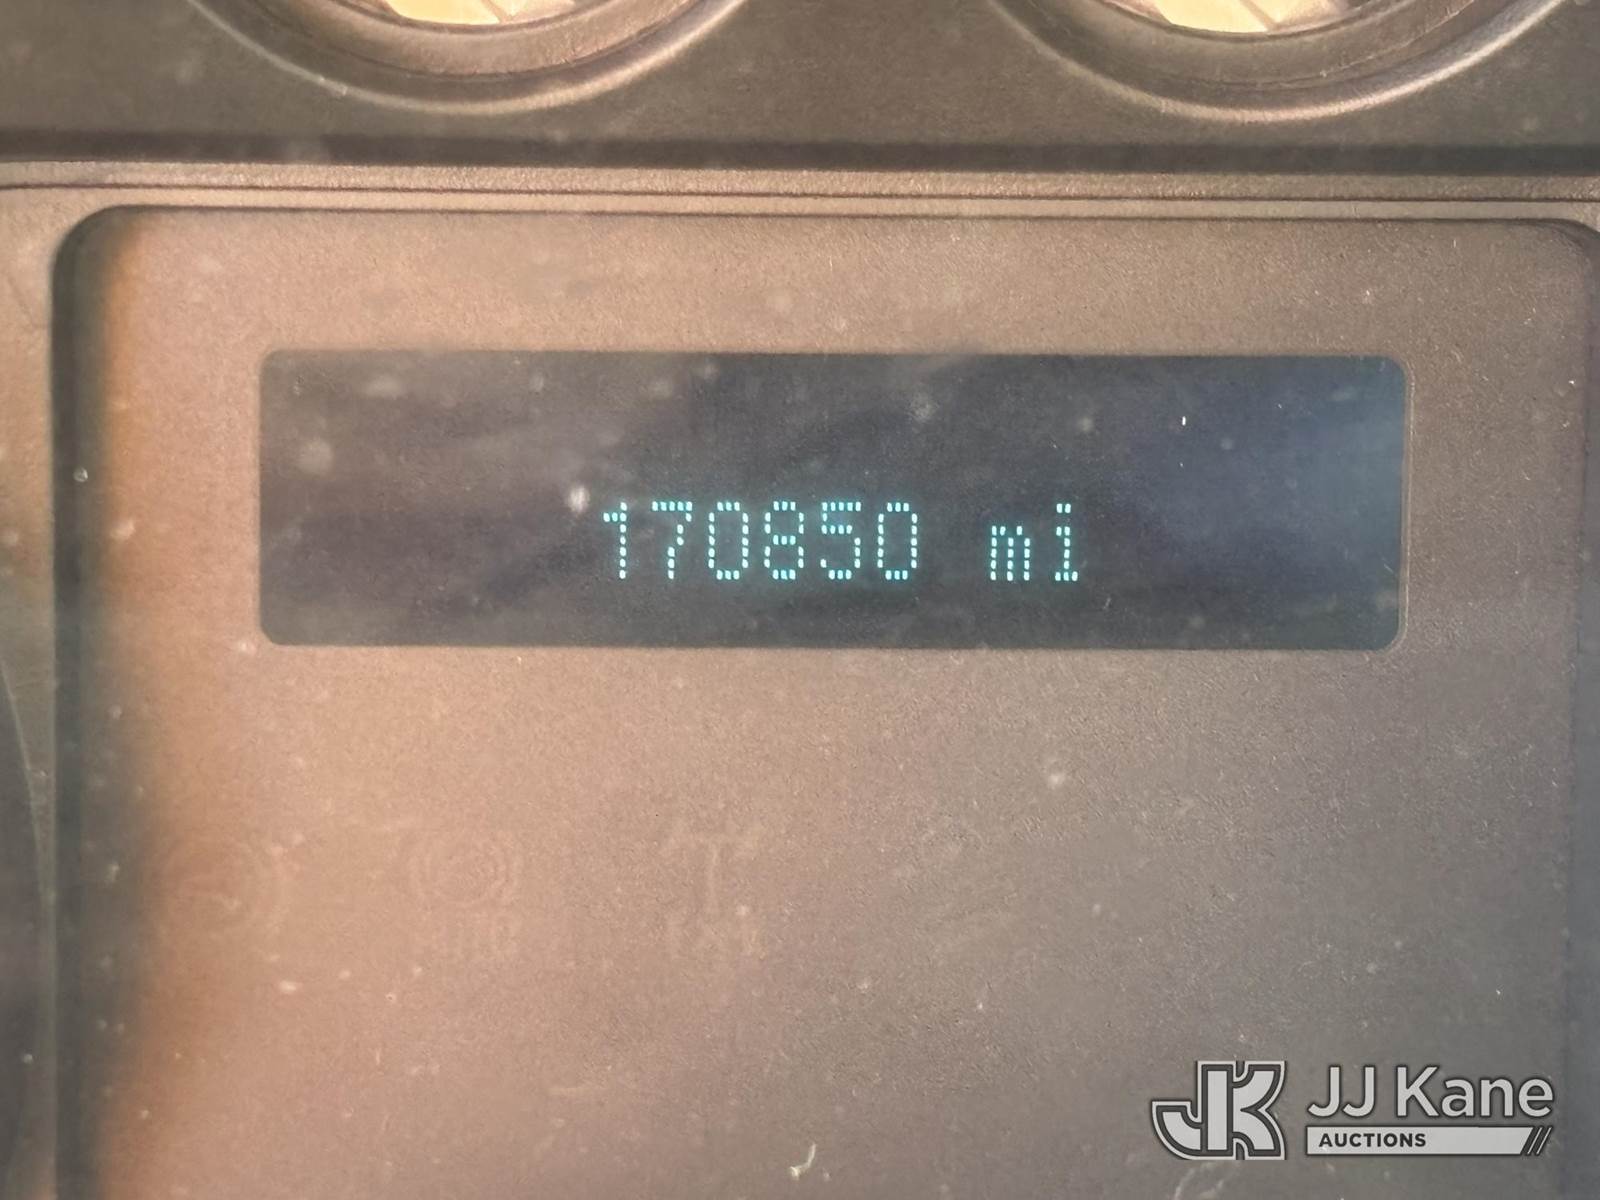 170850 mi
JJ Kane
AUCTIONS